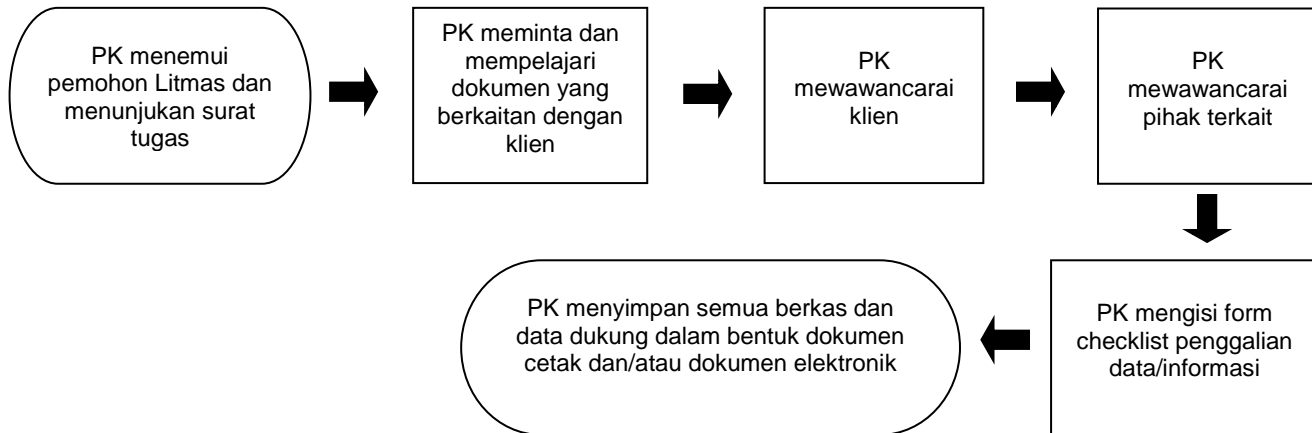 PK menemui
pemohon Litmas dan
menunjukan surat
tugas
PK meminta dan
mempelajari
dokumen yang
berkaitan dengan
klien
PK
mewawancarai
klien
PK
mewawancarai
pihak terkait
PK mengisi form
checklist penggalian
data/informasi
PK menyimpan semua berkas dan
data dukung dalam bentuk dokumen
cetak dan/atau dokumen elektronik